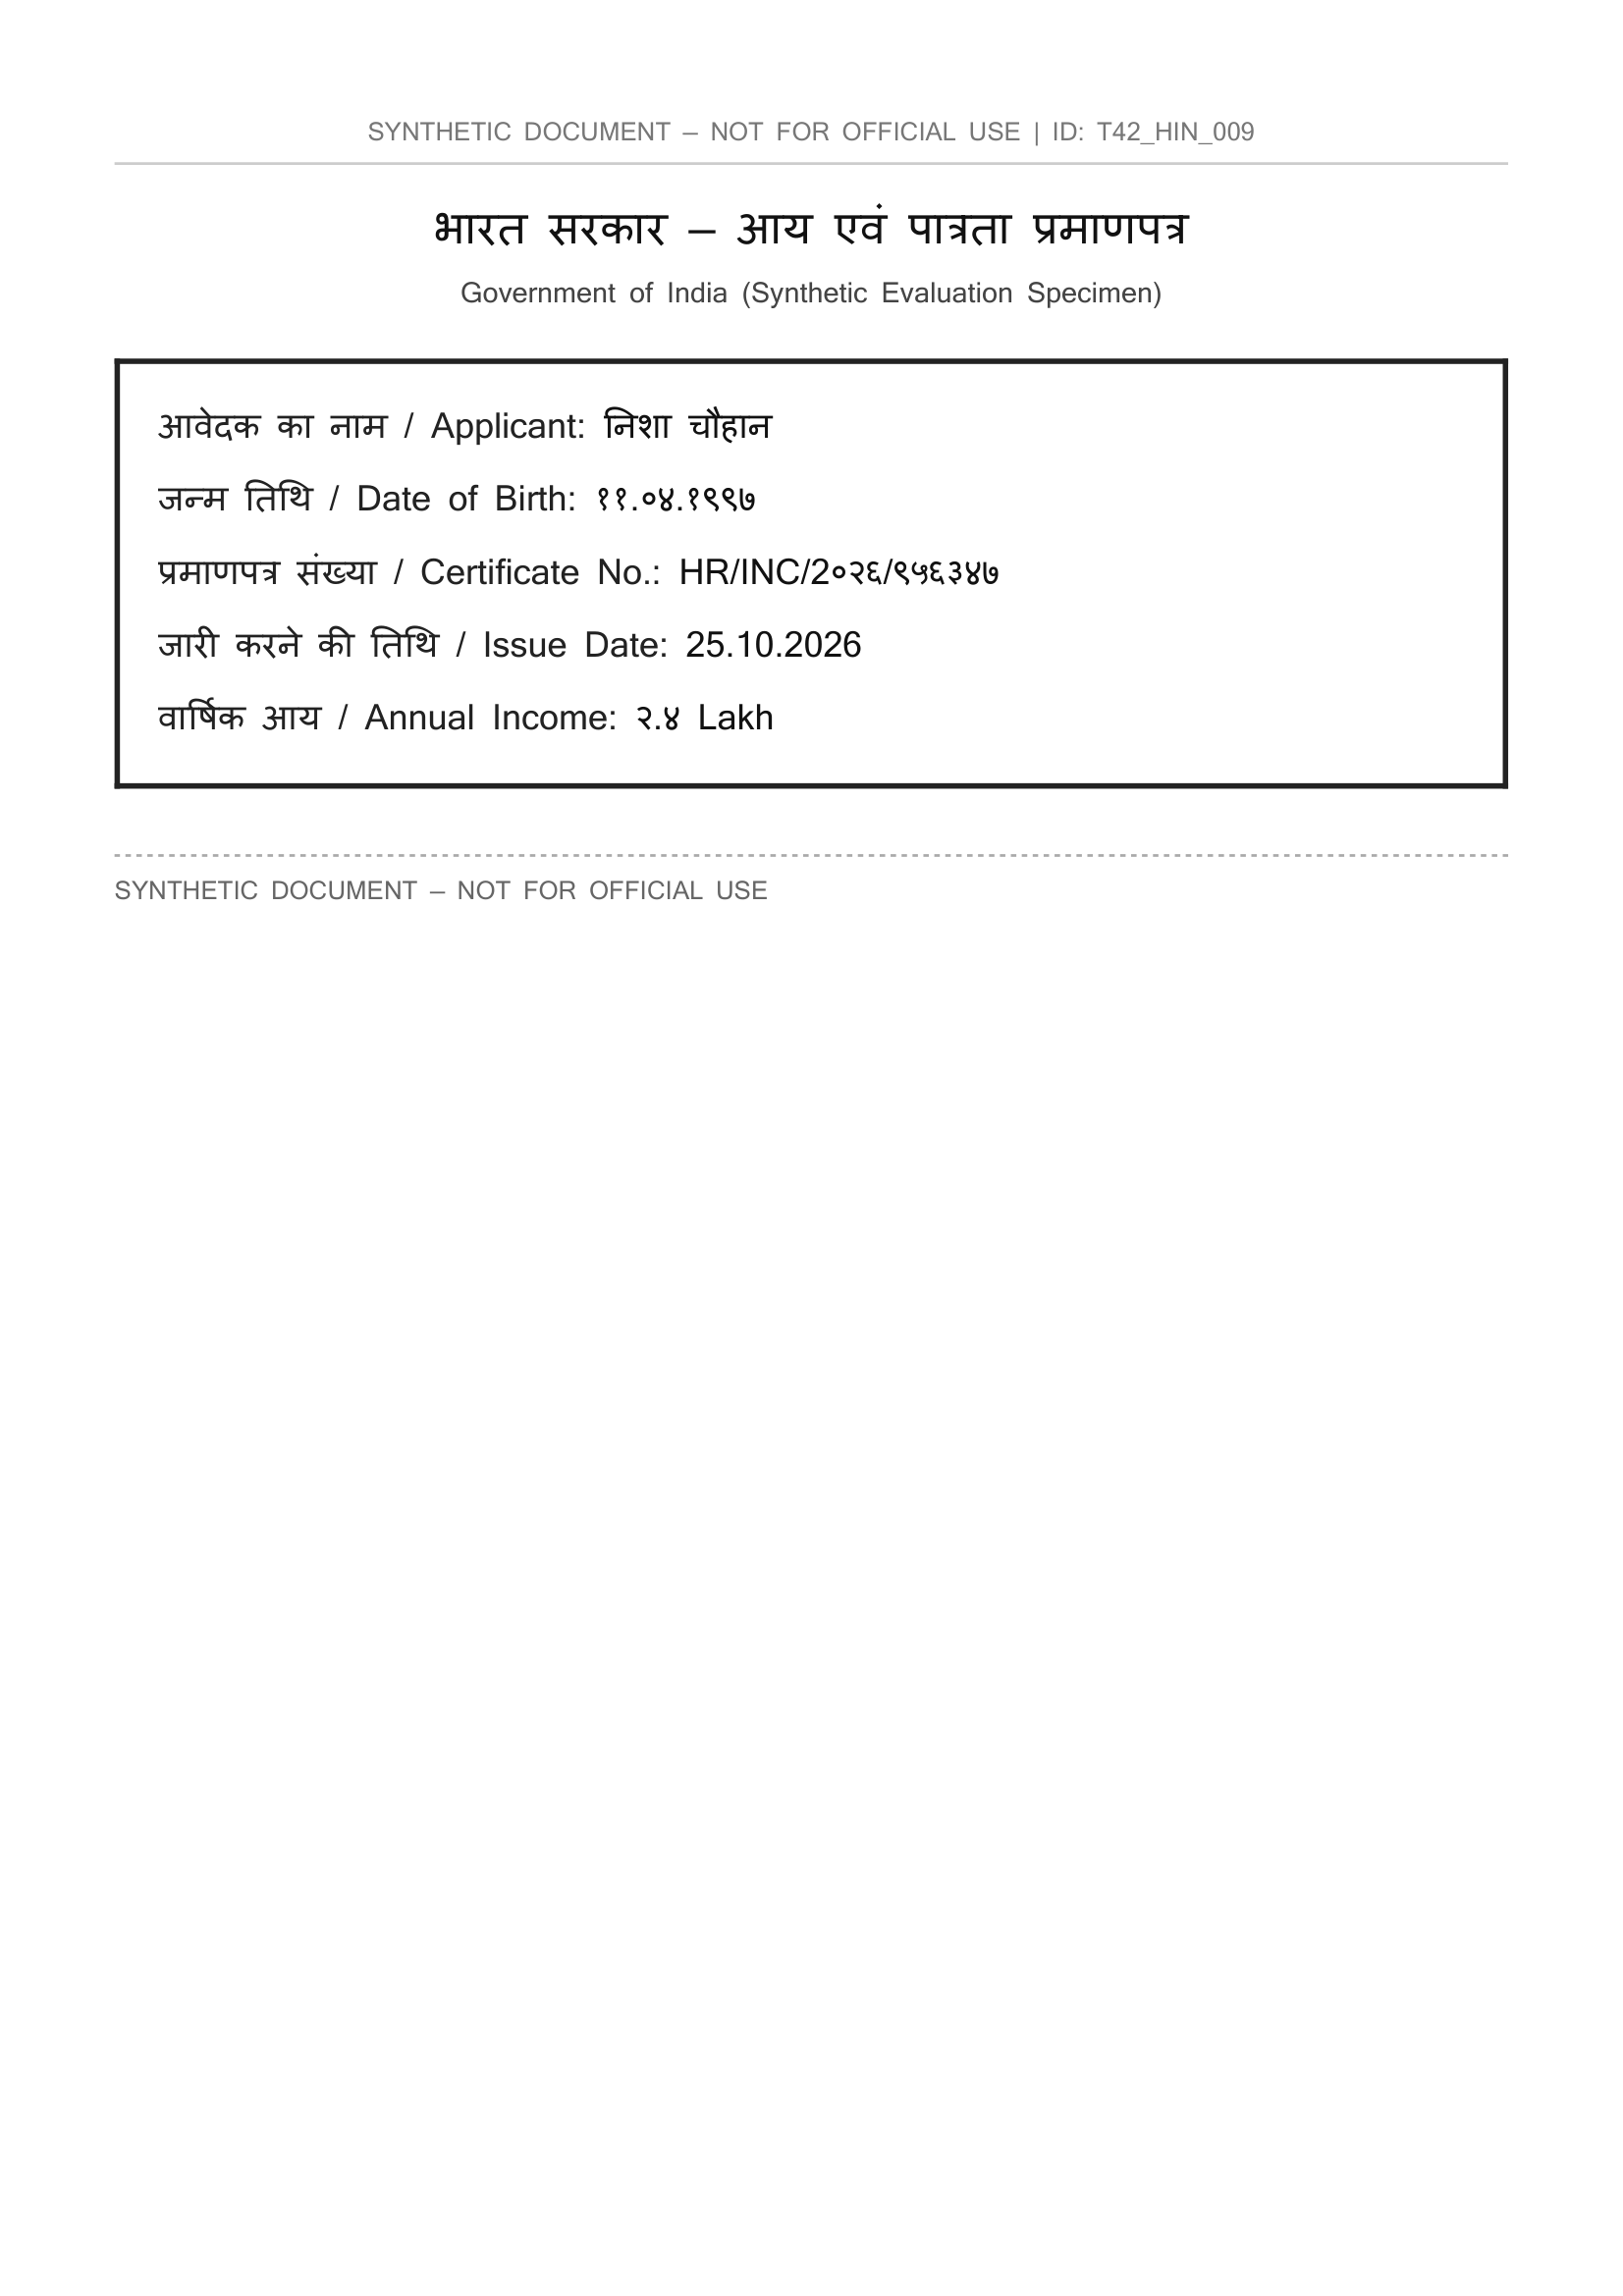 SYNTHETIC DOCUMENT – NOT FOR OFFICIAL USE | ID: T42_HIN_009
भारत सरकार – आय एवं पात्रता प्रमाणपत्र
Government of India (Synthetic Evaluation Specimen)
आवेदक का नाम / Applicant: निशा चौहान
जन्म तिथि / Date of Birth: ११.०४.१९९७
प्रमाणपत्र संख्या / Certificate No.: HR/INC/2०२६/९५६३४७
जारी करने की तिथि / Issue Date: 25.10.2026
वार्षिक आय / Annual Income: २.४ Lakh
SYNTHETIC DOCUMENT – NOT FOR OFFICIAL USE